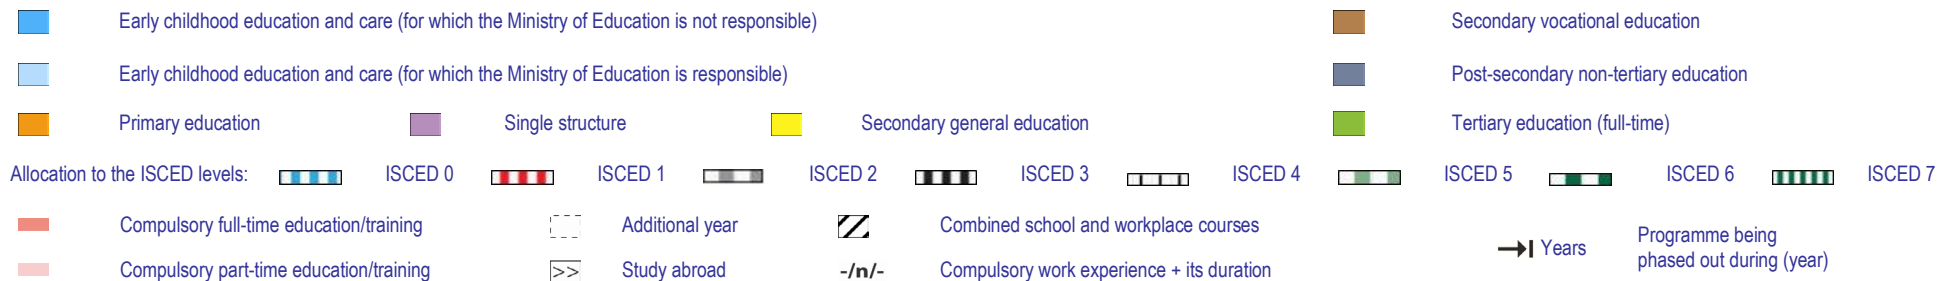 Early childhood education and care (for which the Ministry of Education is not responsible) Secondary vocational education
Early childhood education and care (for which the Ministry of Education is responsible) Post-secondary non-tertiary education
Primary education Single structure Secondary general education Tertiary education (full-time)
Allocation to the ISCED levels: ISCED 0 ISCED 1 ISCED 2 ISCED 3 ISCED 4 ISCED 5 ISCED 6 ISCED 7
Compulsory full-time education/training Additional year Combined school and workplace courses
Years Programme being
phased out during (year)
Compulsory part-time education/training >> Study abroad -/n/- Compulsory work experience + its duration